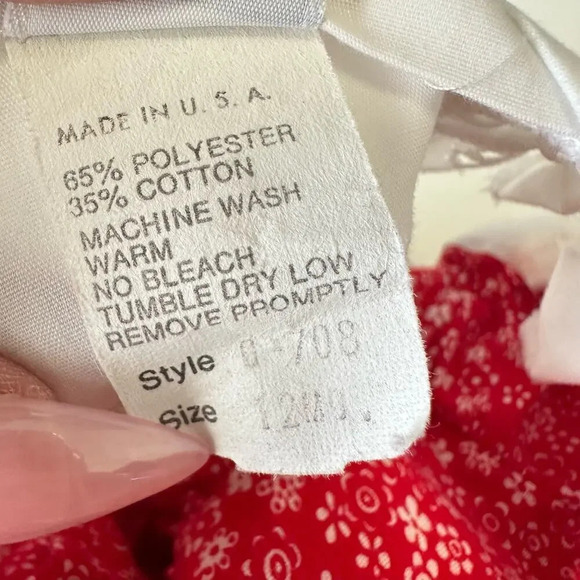 MADE IN U.S.A.
65% POLYESTER
35% COTTON
MACHINE WASH
WARM
NO BLEACH
TUMBLE DRY LOW
REMOVE PROMPTLY
Style
Size